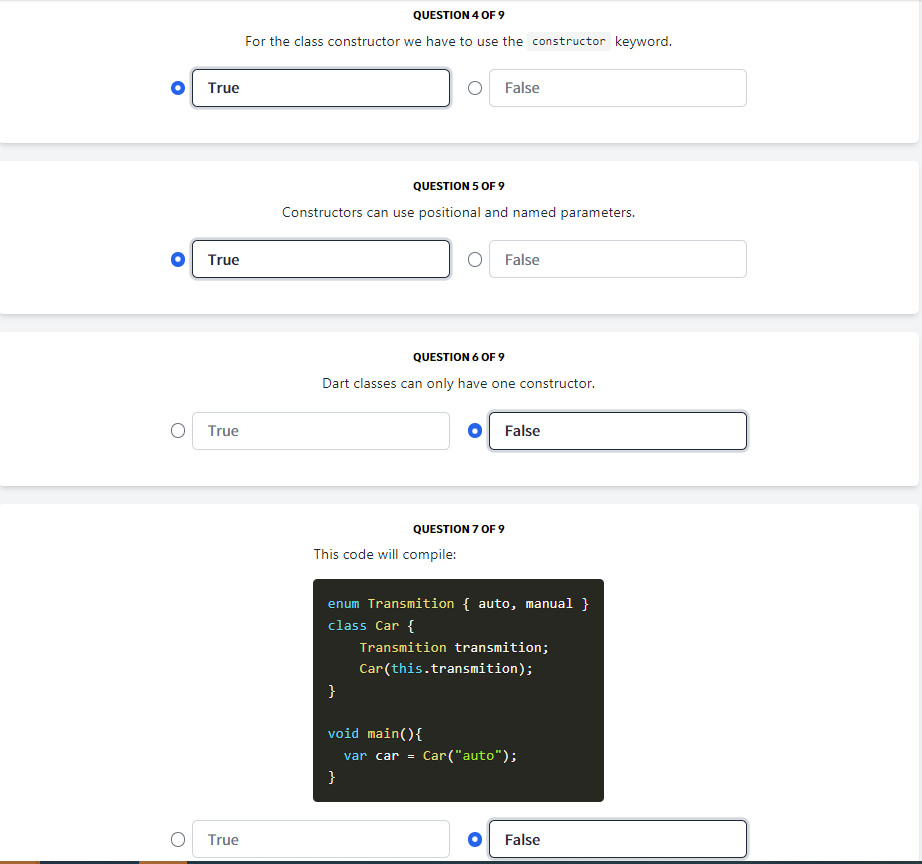 QUESTION 4 OF 9
For the class constructor we have to use the constructor keyword.
True False
QUESTION 5 OF 9
Constructors can use positional and named parameters.
True False
QUESTION 6 OF 9
Dart classes can only have one constructor.
True False
QUESTION 7 OF 9
This code will compile:
enum Transmition { auto, manual }
class Car {
    Transmition transmition;
    Car(this.transmition);
}
void main(){
  var car = Car("auto");
}
True False